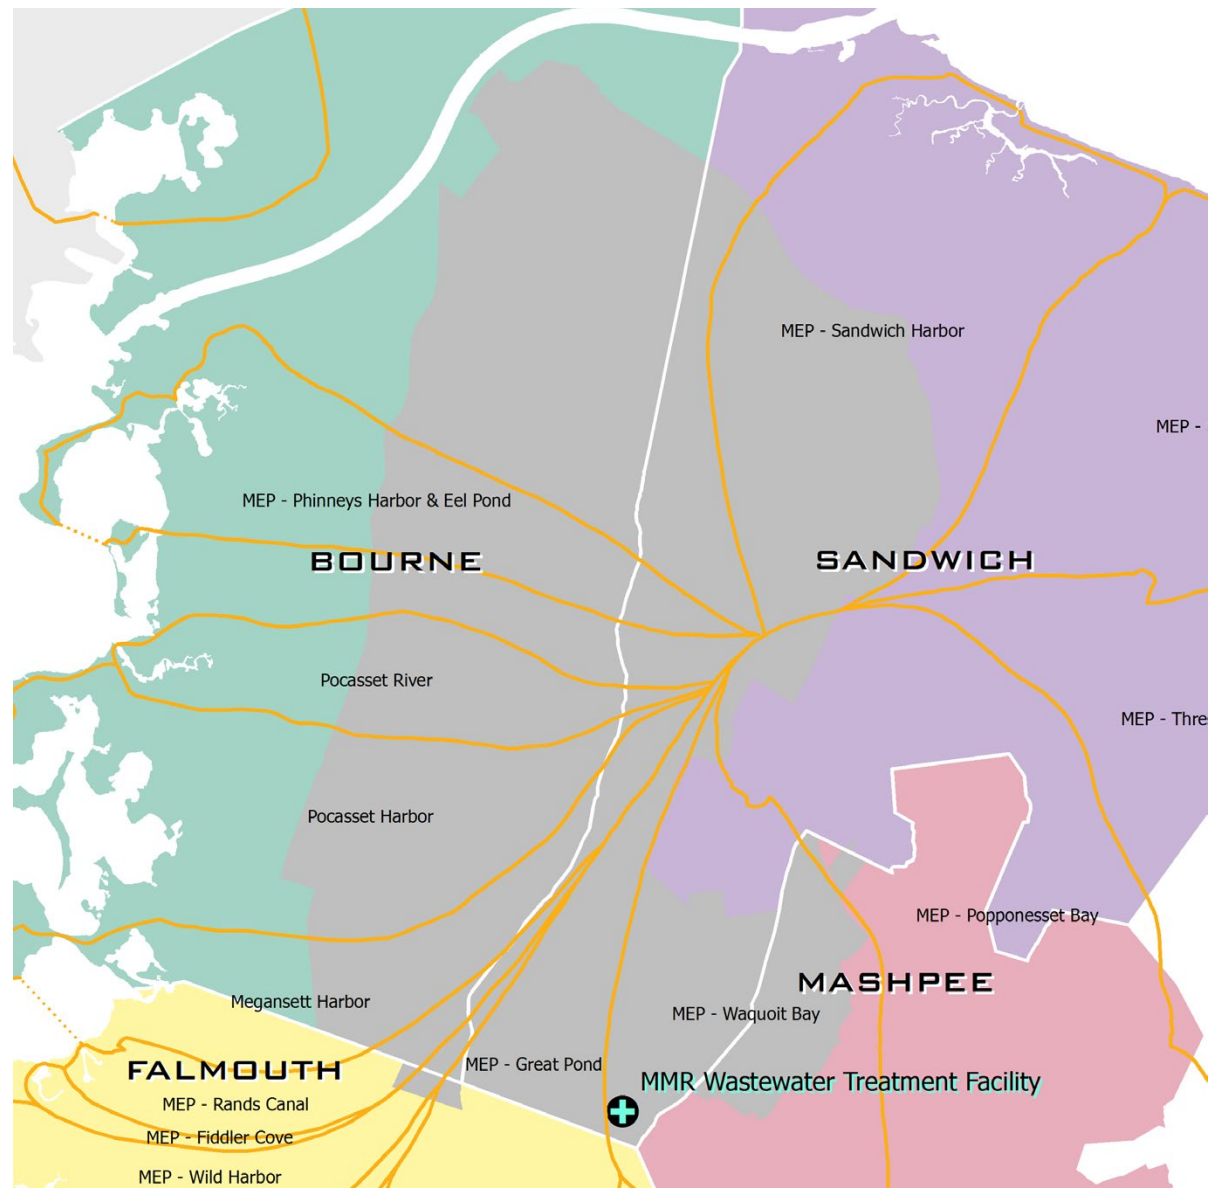 MEP - Sandwich Harbor
MEP -
MEP - Phinneys Harbor & Eel Pond
BOURNE
SANDWICH
Pocasset River
MEP - Thre
Pocasset Harbor
MEP - Popponesset Bay
MASHPEE
Megansett Harbor
MEP - Waquoit Bay
MEP - Great Pond
FALMOUTH
MMR Wastewater Treatment Facility
MEP - Rands Canal
MEP - Fiddler Cove
MEP - Wild Harbor